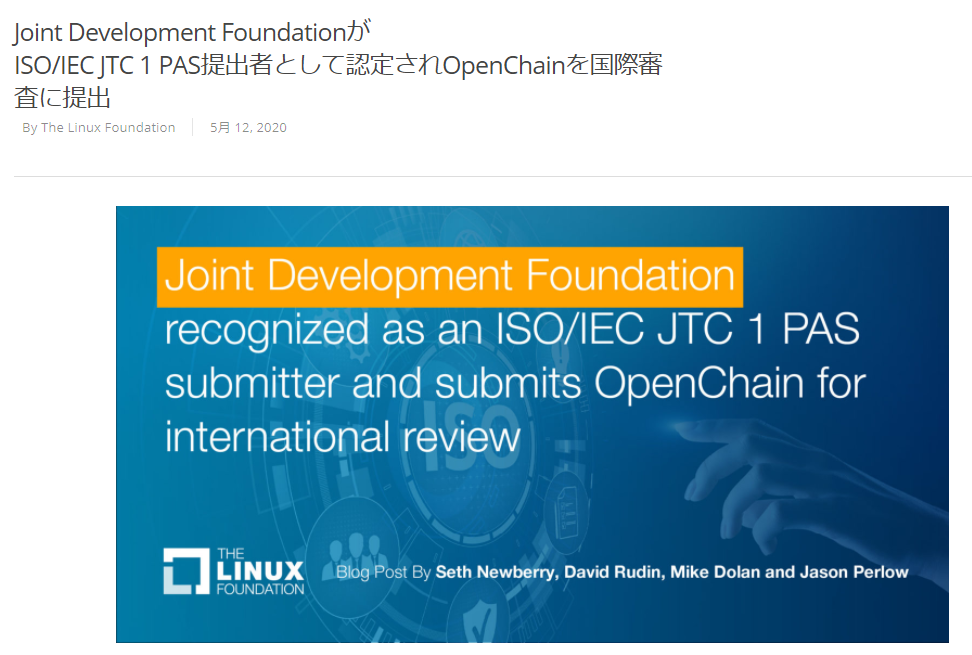 Joint Development Foundationが
ISO/IEC JTC 1 PAS提出者として認定されOpenChainを国際審
査に提出
By The Linux Foundation
5月 12, 2020
Joint Development Foundation
recognized as an ISO/IEC JTC 1 PAS
submitter and submits OpenChain for
international review
ISO
THE
LINUX
FOUNDATION
Blog Post By Seth Newberry, David Rudin, Mike Dolan and Jason Perlow